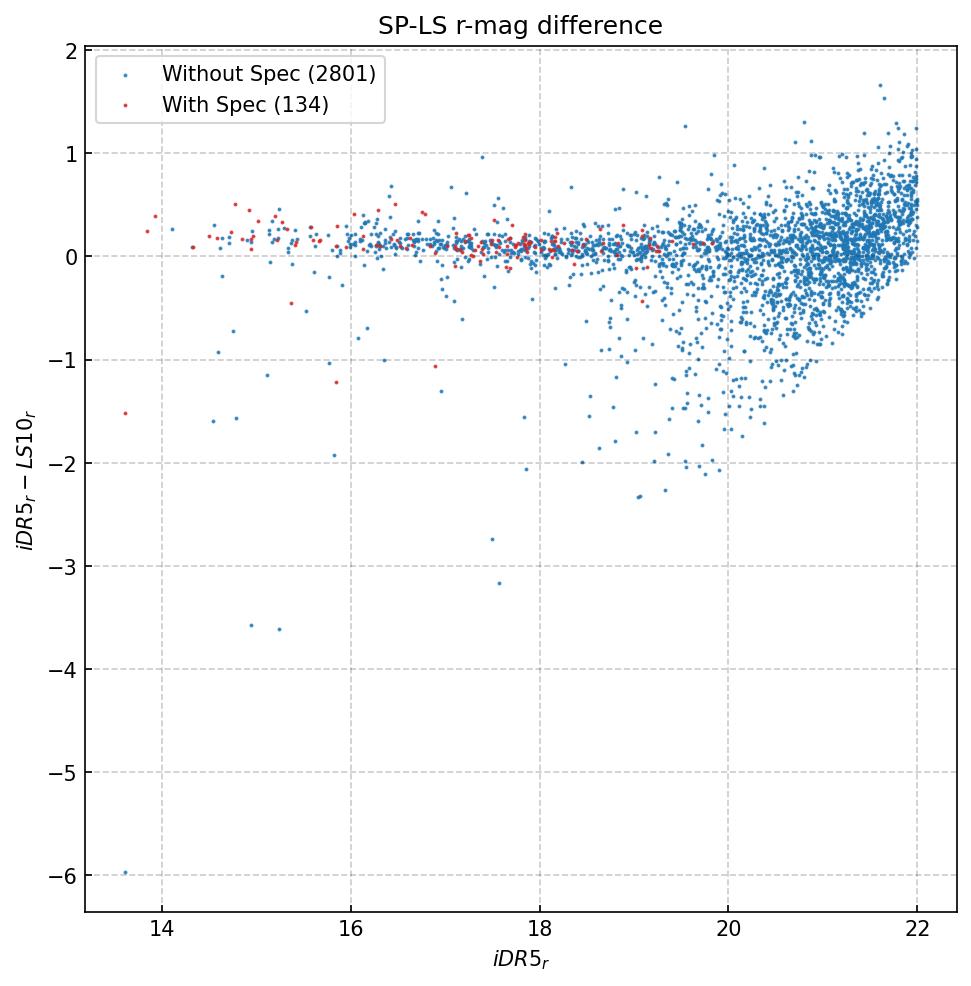 SP-LS r-mag difference
Without Spec (2801)
With Spec (134)
2
1
0
−1
−2
−3
−4
−5
−6
iDR5r − LS10r
14
16
18
20
22
iDR5r